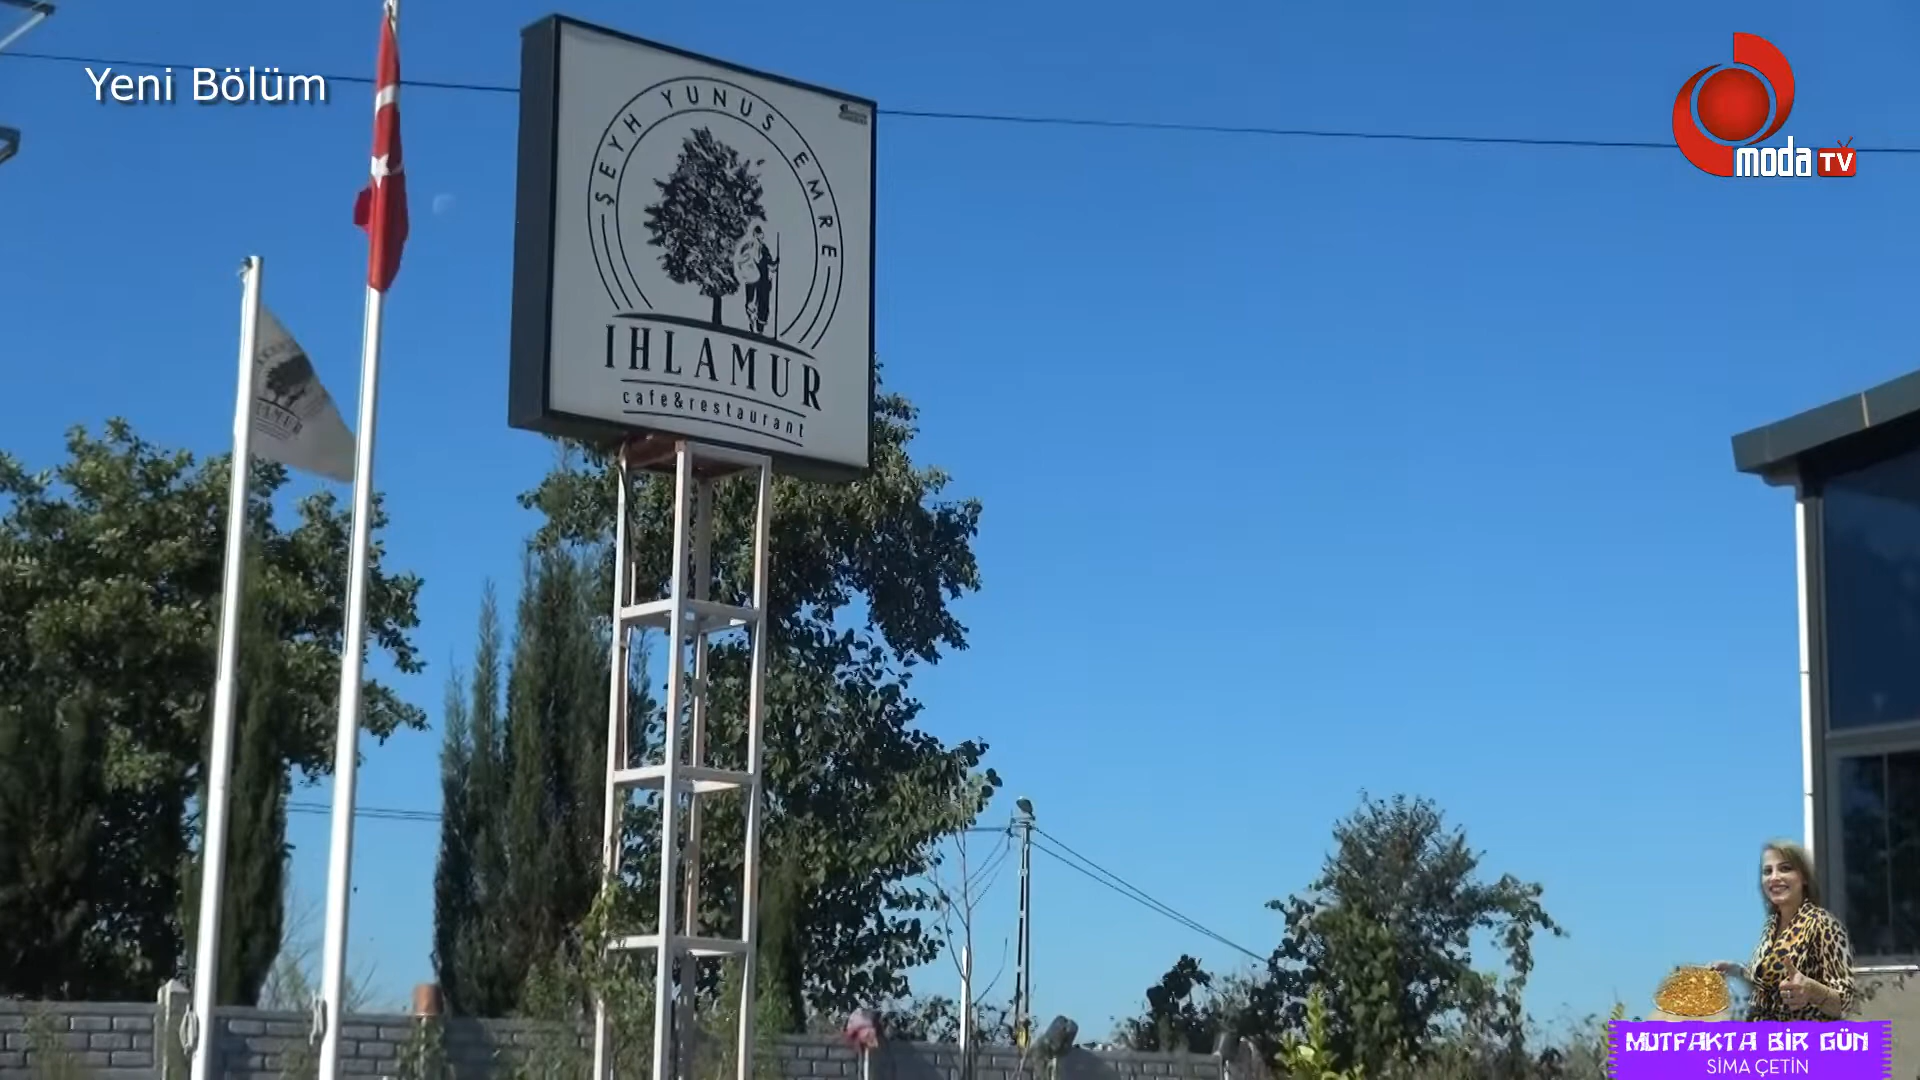 Yeni Bölüm
moda TV
ŞEYH YUNUS EMRE
IHLAMUR
cafe&restaurant
MUTFAKTA BİR GÜN
SİMA ÇETİN